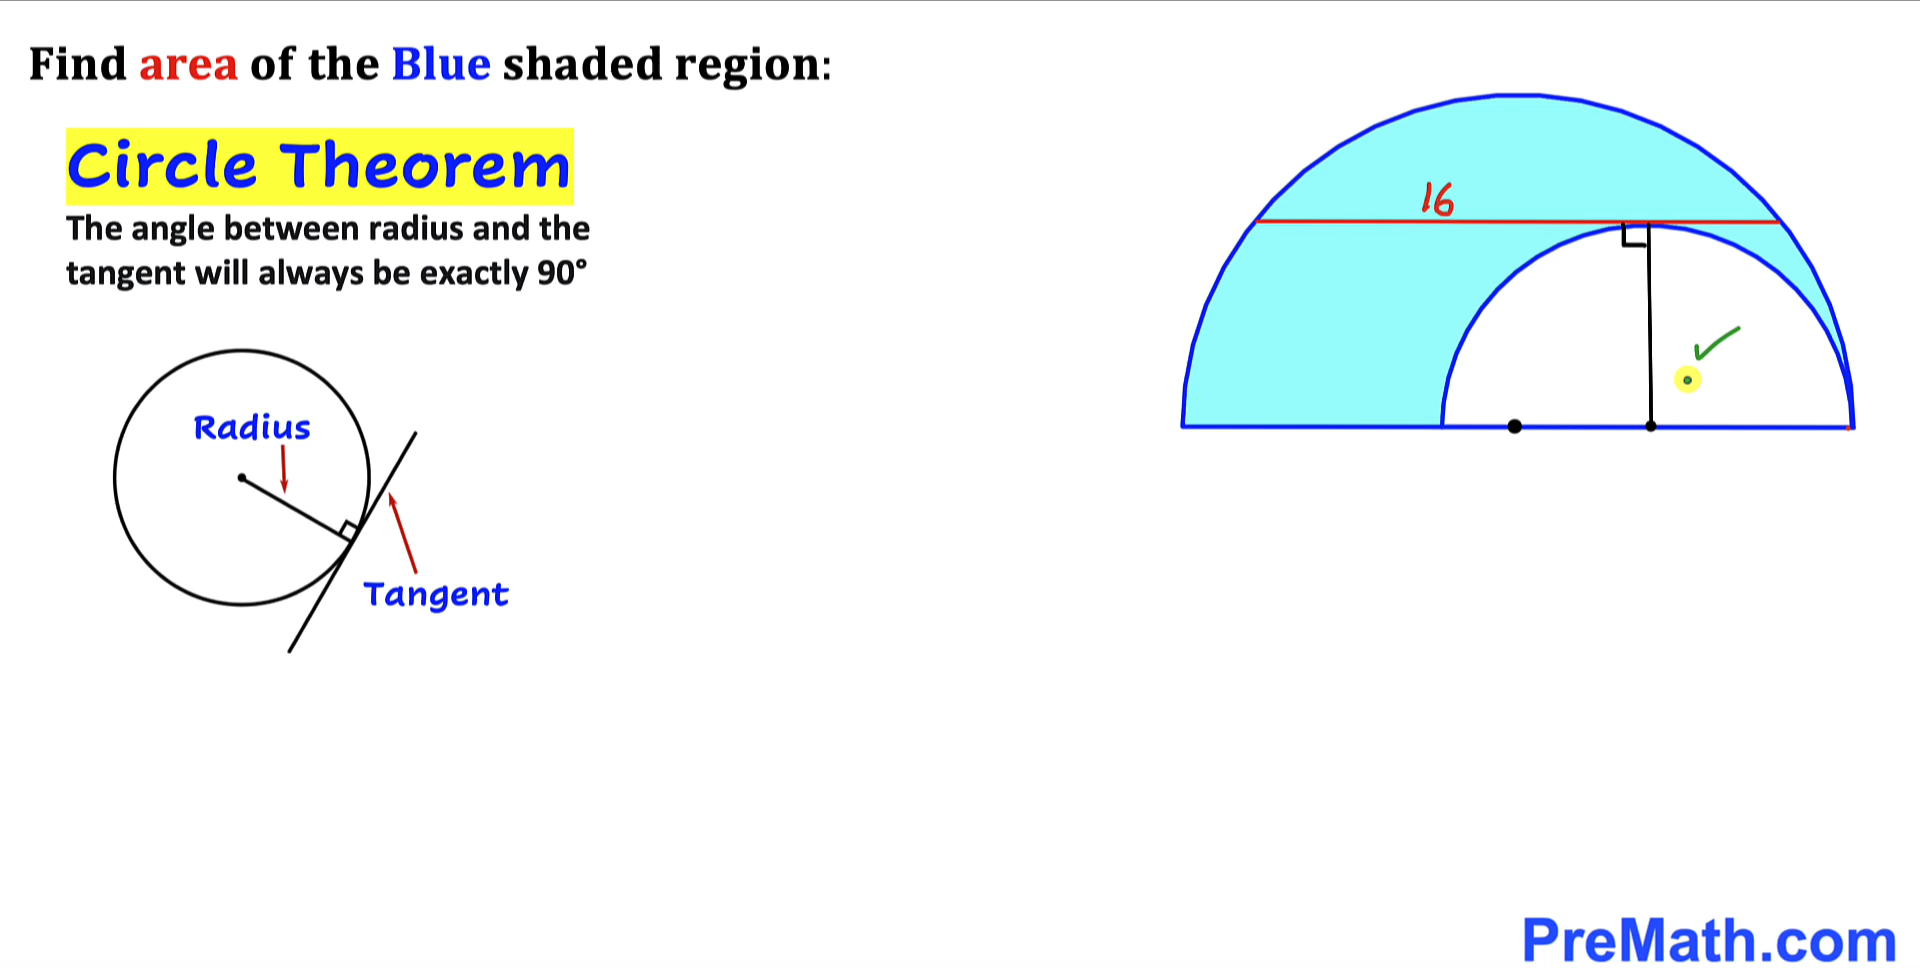 Find area of the Blue shaded region:
Circle Theorem
The angle between radius and the
tangent will always be exactly 90°
16
Radius
Tangent
PreMath.com